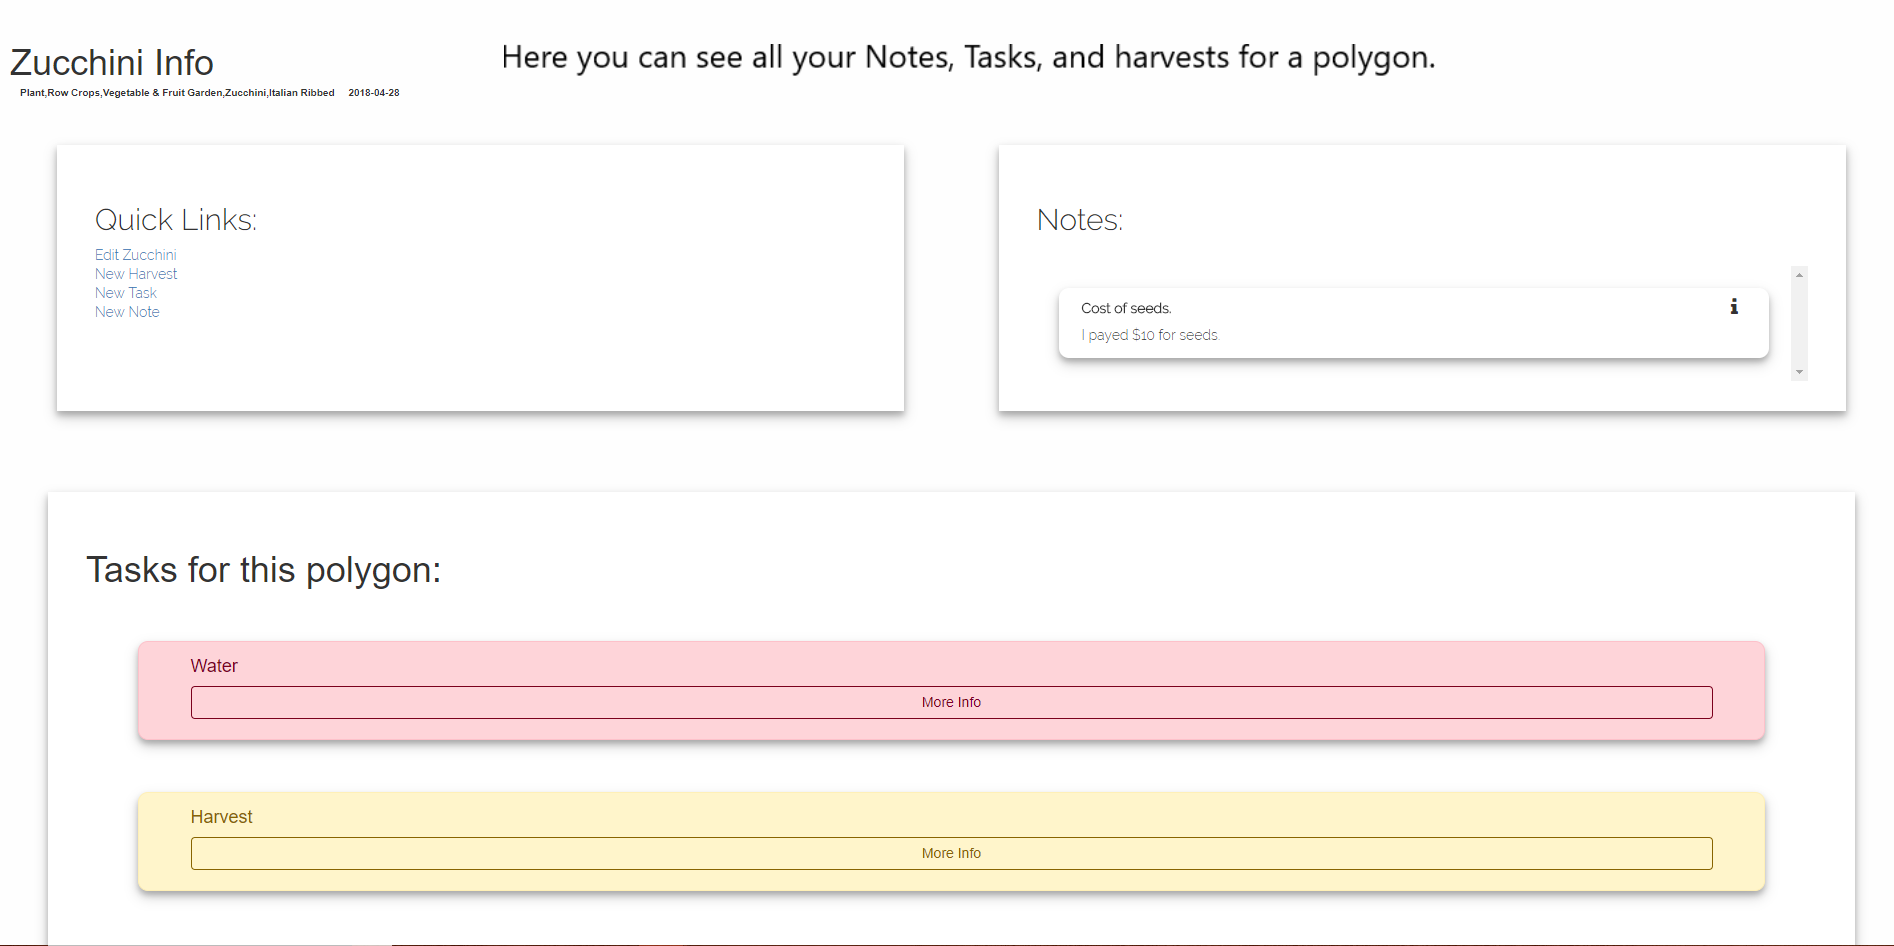 Zucchini Info
Here you can see all your Notes, Tasks, and harvests for a polygon.
Plant,Row Crops,Vegetable & Fruit Garden,Zucchini,Italian Ribbed 2018-04-28
Quick Links:
Edit Zucchini
New Harvest
New Task
New Note
Notes:
Cost of seeds.
I payed $10 for seeds.
Tasks for this polygon:
Water
More Info
Harvest
More Info